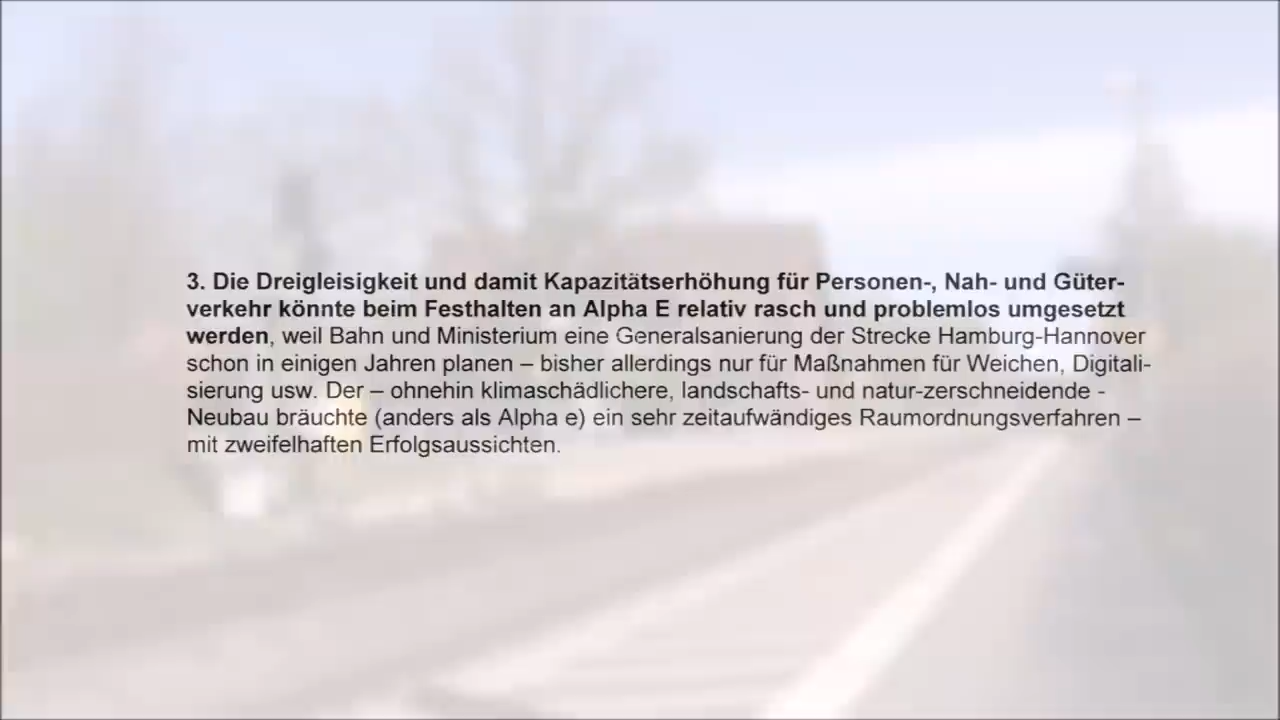 3. Die Dreigleisigkeit und damit Kapazitätserhöhung für Personen-, Nah- und Güter-
verkehr könnte beim Festhalten an Alpha E relativ rasch und problemlos umgesetzt
werden, weil Bahn und Ministerium eine Generalsanierung der Strecke Hamburg-Hannover
schon in einigen Jahren planen – bisher allerdings nur für Maßnahmen für Weichen, Digitali-
sierung usw. Der – ohnehin klimaschädlichere, landschafts- und natur-zerschneidende -
Neubau bräuchte (anders als Alpha e) ein sehr zeitaufwändiges Raumordnungsverfahren –
mit zweifelhaften Erfolgsaussichten.